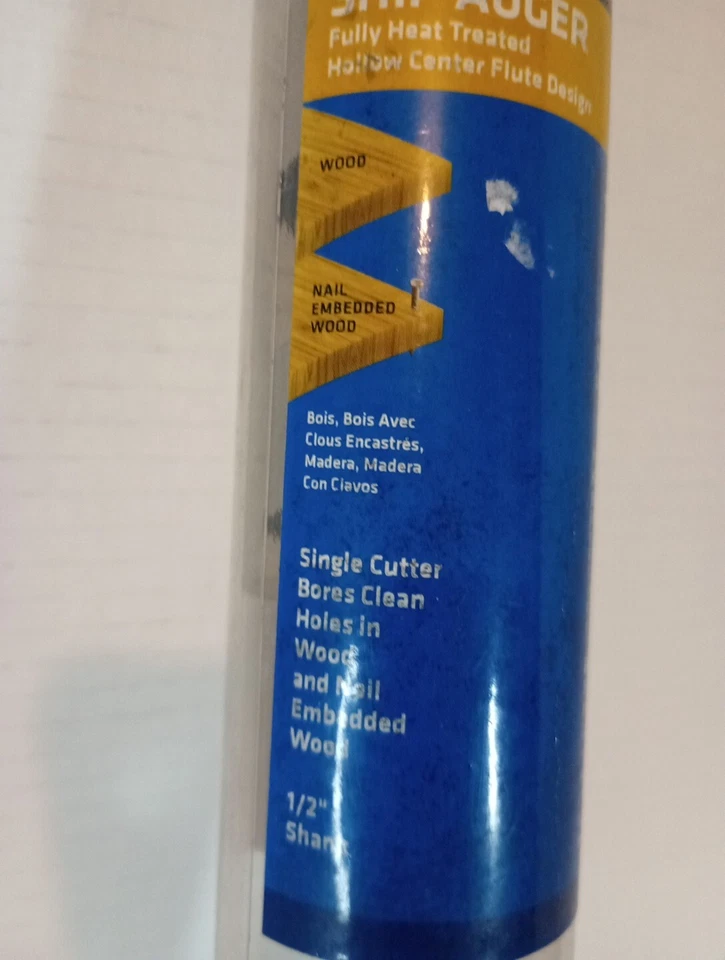 SHIP AUGER
Fully Heat Treated
Hollow Center Flute Design
WOOD
NAIL
EMBEDDED
WOOD
Bois, Bois Avec
Clous Encastrés,
Madera, Madera
Con Clavos
Single Cutter
Bores Clean
Holes in
Wood
and Nail
Embedded
Wood
1/2"
Shank